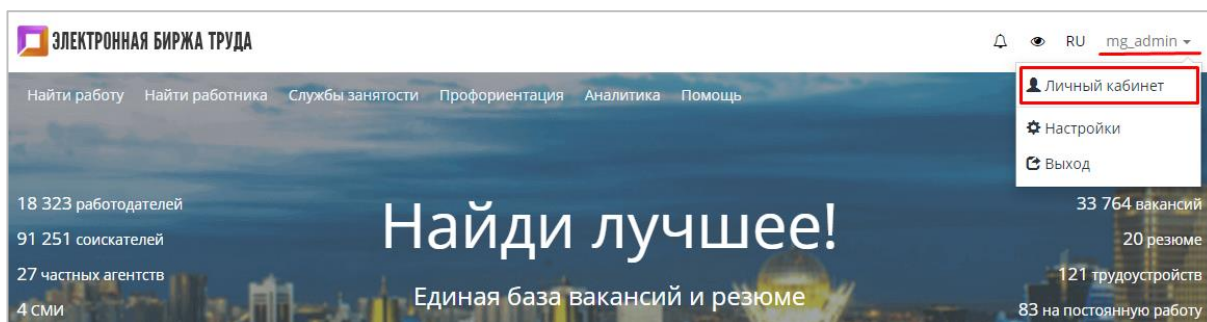 ЭЛЕКТРОННАЯ БИРЖА ТРУДА
RU mg_admin
Найти работу Найти работника Службы занятости Профориентация Аналитика Помощь
Личный кабинет
Настройки
Выход
18 323 работодателей
91 251 соискателей
27 частных агентств
4 СМИ
Найди лучшее!
Единая база вакансий и резюме
33 764 вакансий
20 резюме
121 трудоустройств
83 на постоянную работу